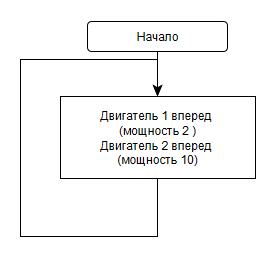 Начало
Двигатель 1 вперед
(мощность 2 )
Двигатель 2 вперед
(мощность 10)